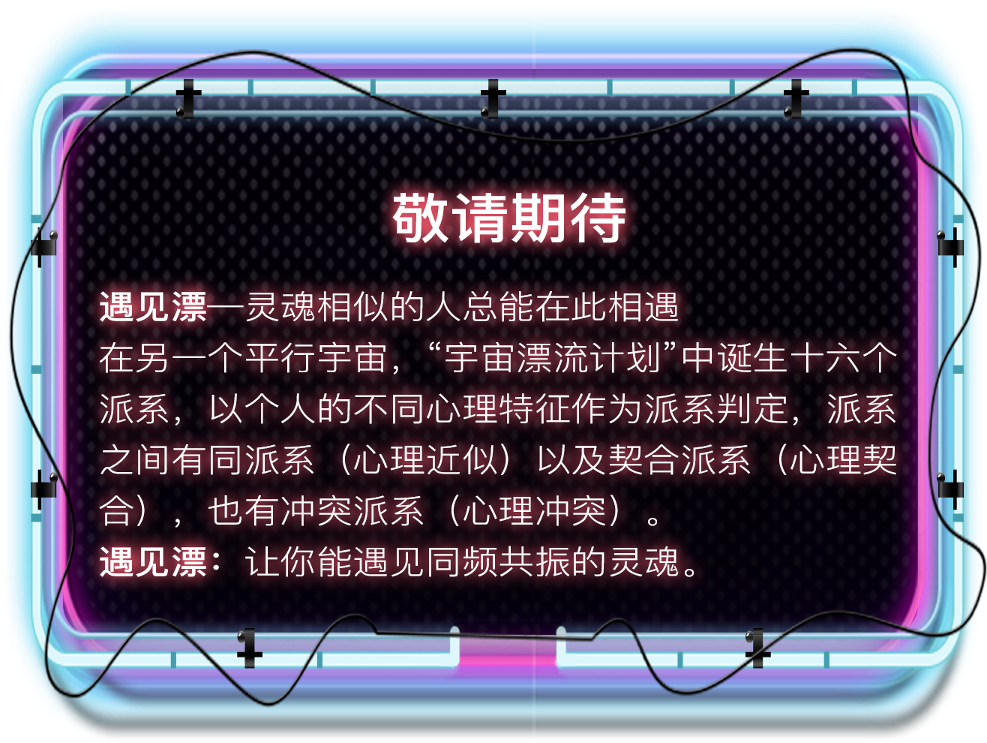 敬请期待
遇见漂—灵魂相似的人总能在此相遇
在另一个平行宇宙，“宇宙漂流计划”中诞生十六个
派系，以个人的不同心理特征作为派系判定，派系
之间有同派系（心理近似）以及契合派系（心理契
合），也有冲突派系（心理冲突）。
遇见漂：让你能遇见同频共振的灵魂。